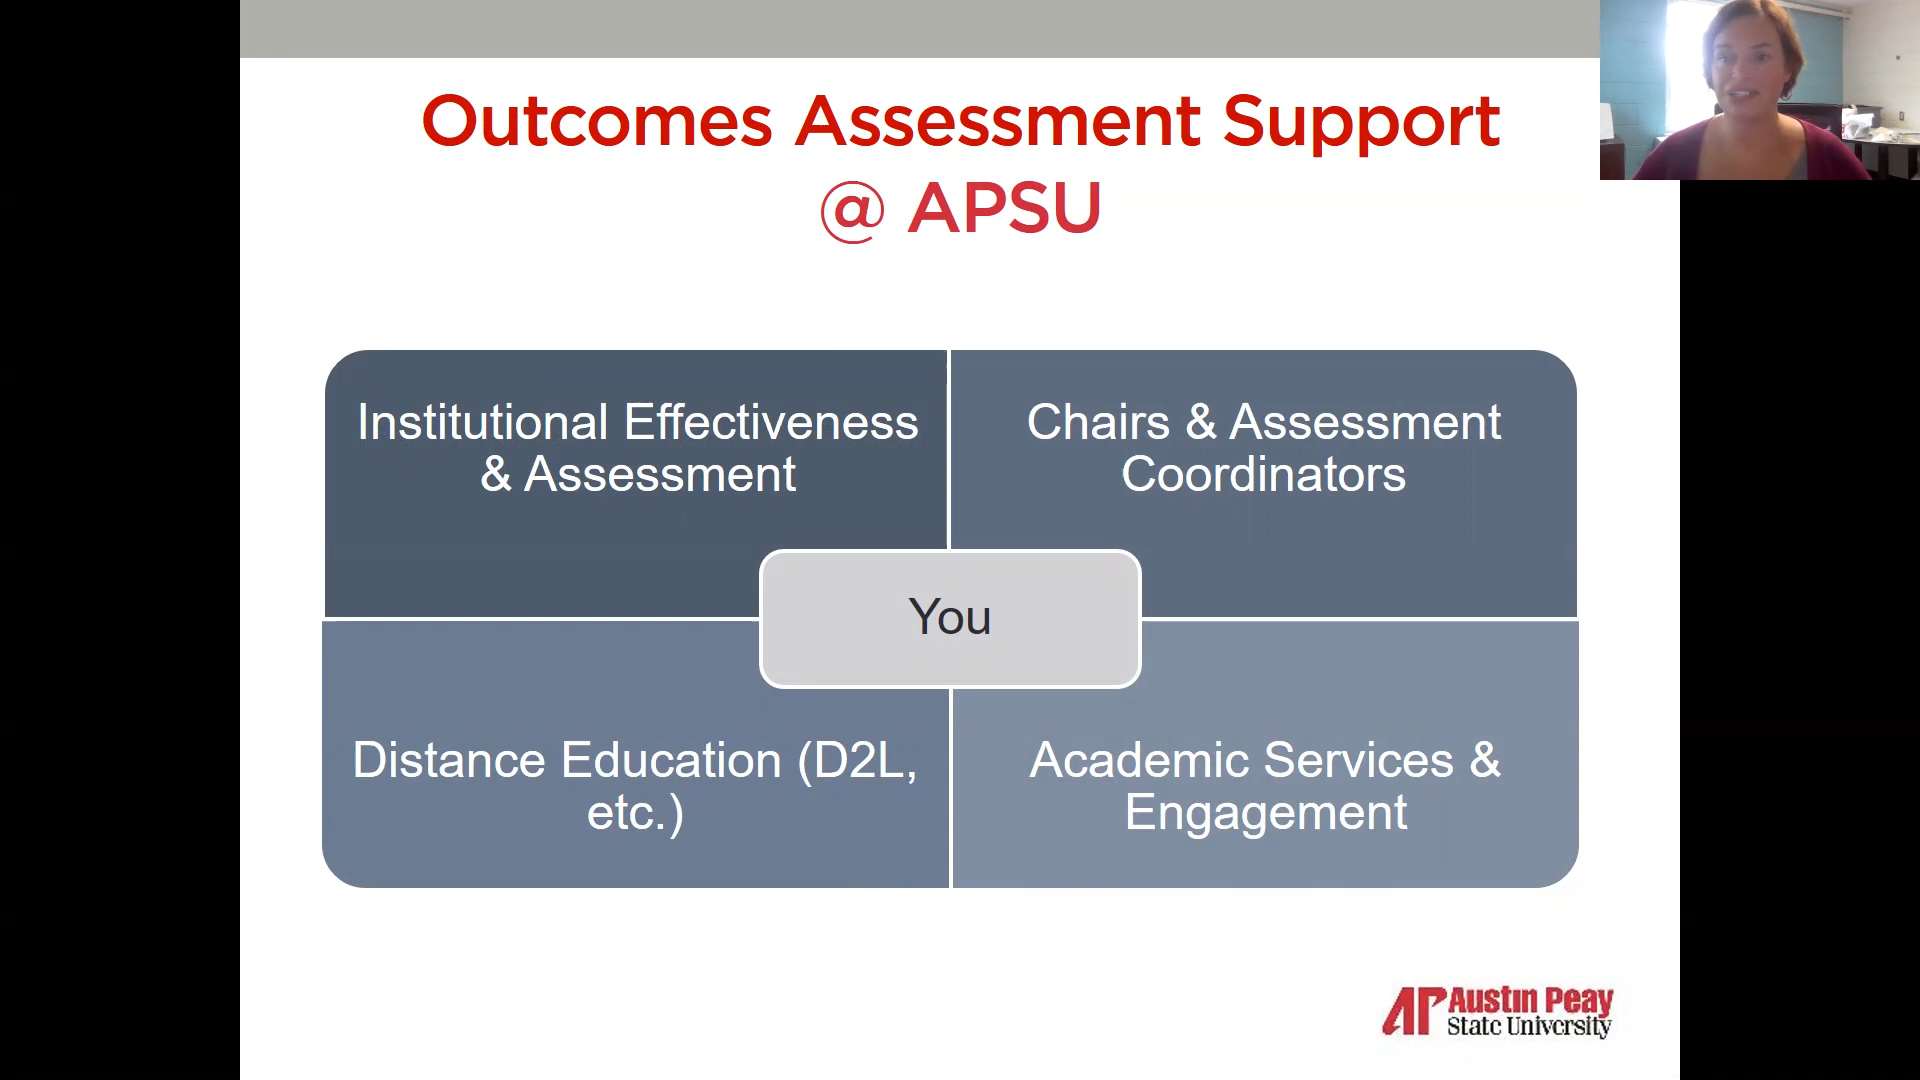 Outcomes Assessment Support
@ APSU
Institutional Effectiveness
& Assessment
Chairs & Assessment
Coordinators
You
Distance Education (D2L,
etc.)
Academic Services &
Engagement
AP Austin Peay
State University